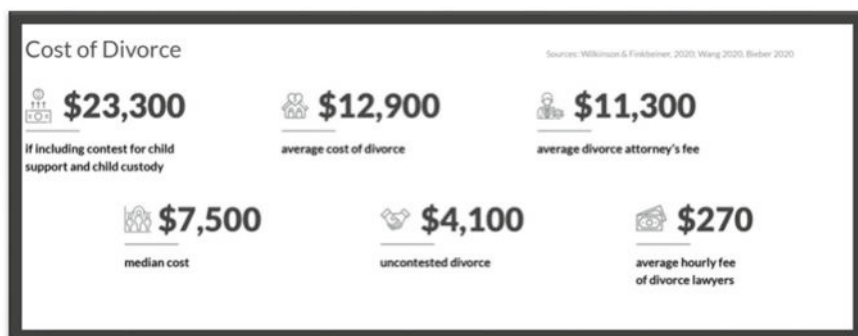 Cost of Divorce
Sources: Wilkinson & Finkbeiner, 2020; Wang 2020, Bieber 2020
$23,300
if including contest for child
support and child custody
$12,900
average cost of divorce
$11,300
average divorce attorney's fee
$7,500
median cost
$4,100
uncontested divorce
$270
average hourly fee
of divorce lawyers